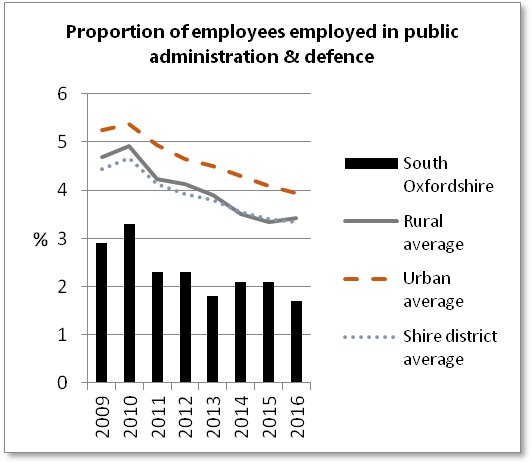 Proportion of employees employed in public
administration & defence
6
5
4
3
2
1
0
%
2009
2010
2011
2012
2013
2014
2015
2016
South
Oxfordshire
Rural
average
Urban
average
Shire district
average